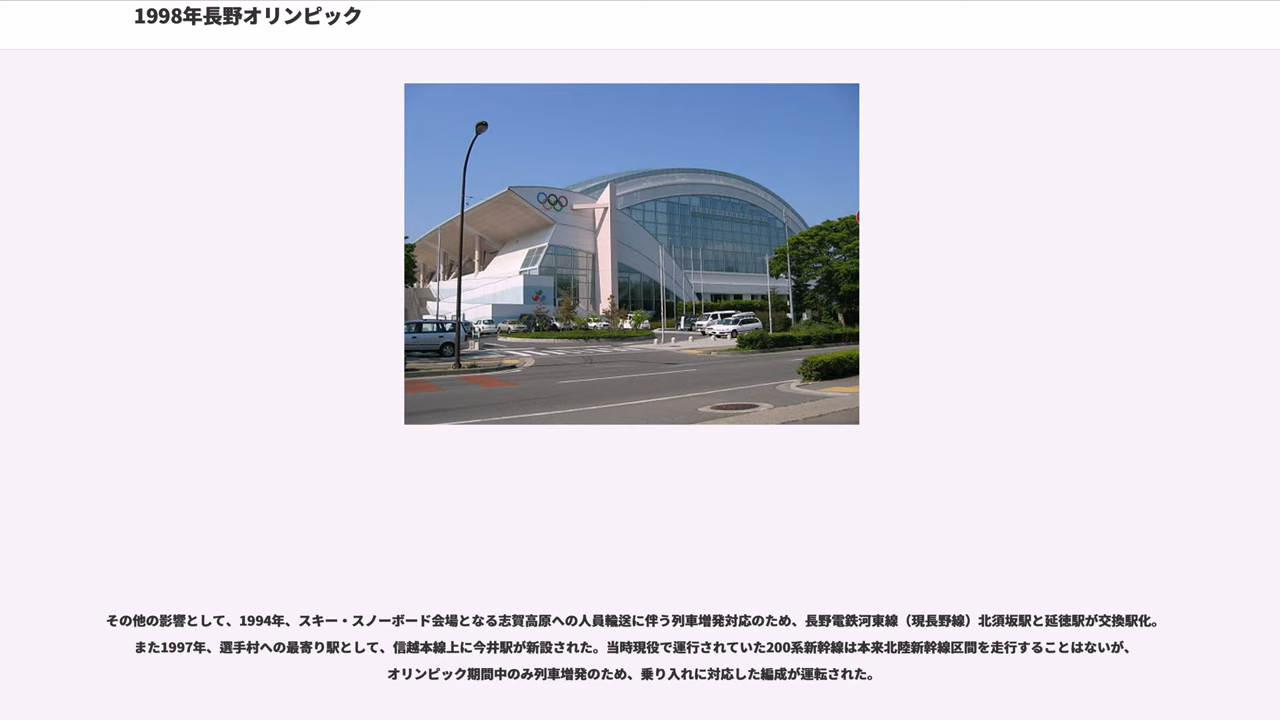 1998年長野オリンピック
その他の影響として、1994年、スキー・スノーボード会場となる志賀高原への人員輸送に伴う列車増発対応のため、長野電鉄河東線（現長野線）北須坂駅と延徳駅が交換駅化。
また1997年、選手村への最寄り駅として、信越本線上に今井駅が新設された。当時現役で運行されていた200系新幹線は本来北陸新幹線区間を走行することはないが、
オリンピック期間中のみ列車増発のため、乗り入れに対応した編成が運転された。